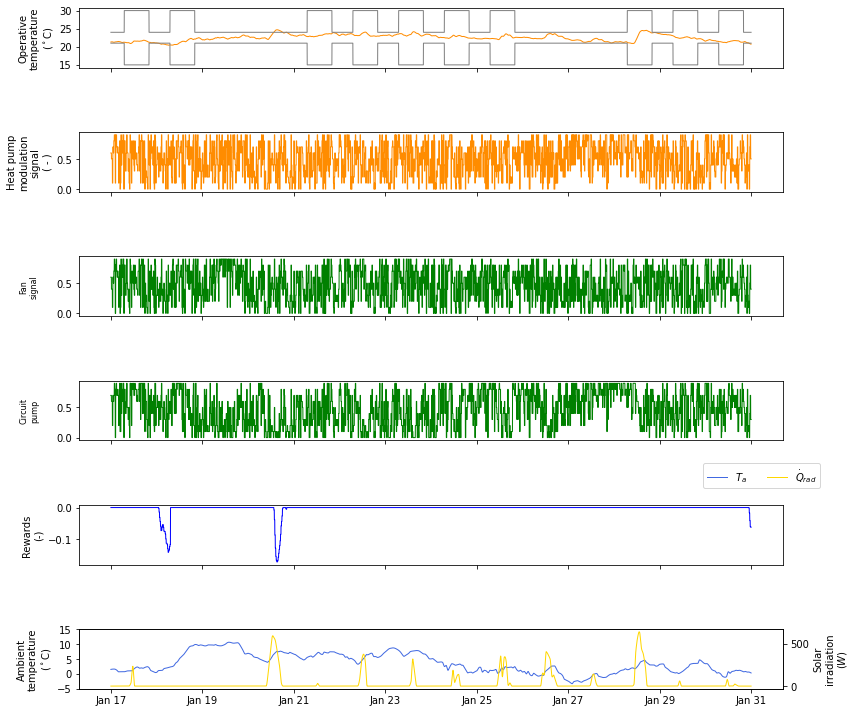 Operative
temperature
(°C)
30
25
20
15
Heat pump
modulation
signal
( - )
0.5
0.0
Fan
signal
0.5
0.0
Circuit
pump
0.5
0.0
T_a
Q̇_rad
Rewards
(-)
0.0
−0.1
Ambient
temperature
(°C)
15
10
5
0
−5
500
0
Solar
irradiation
(W)
Jan 17
Jan 19
Jan 21
Jan 23
Jan 25
Jan 27
Jan 29
Jan 31